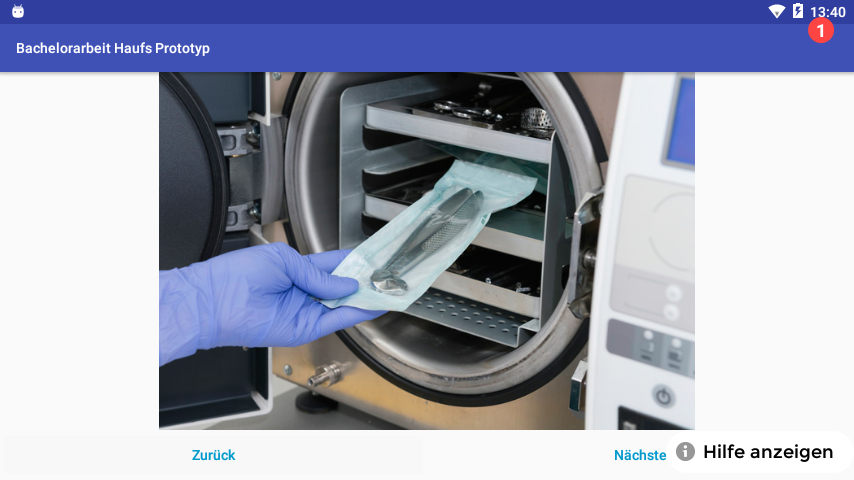 13:40
1
Bachelorarbeit Haufs Prototyp
Zurück
Nächste
Hilfe anzeigen